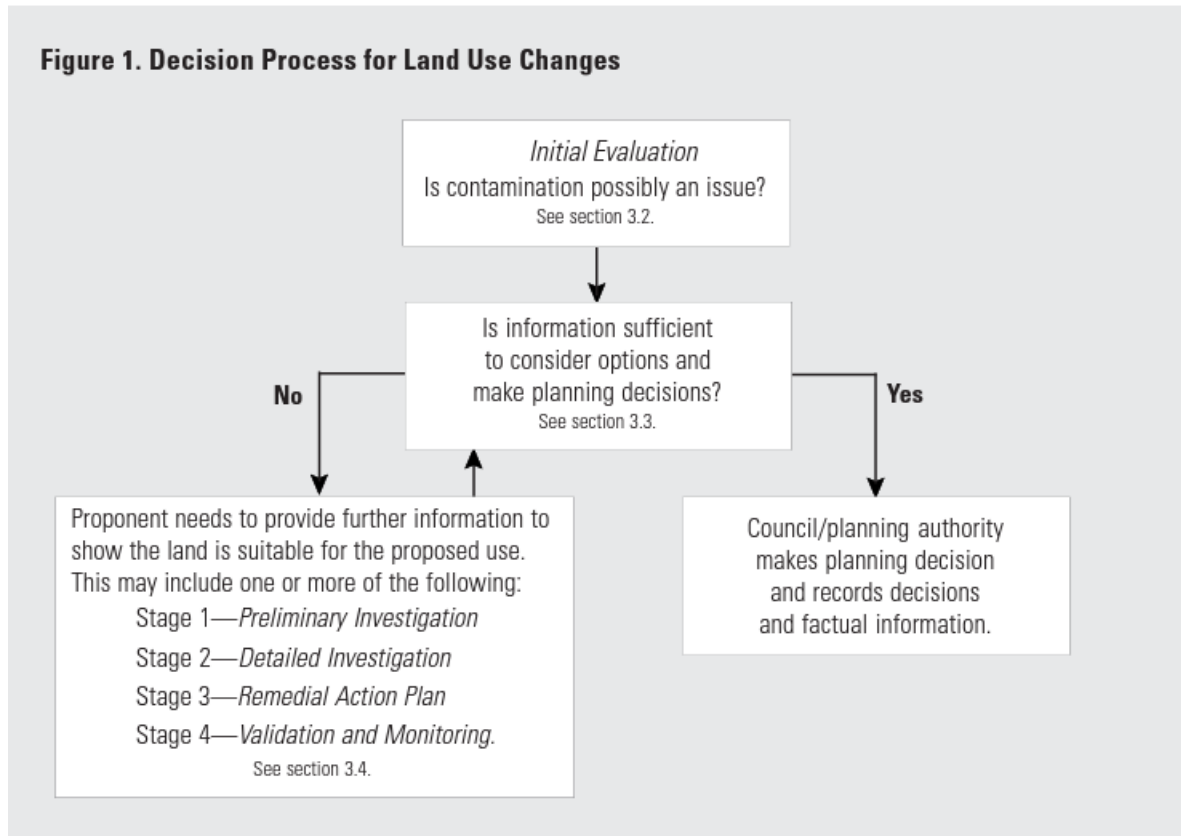 Figure 1. Decision Process for Land Use Changes
Initial Evaluation
Is contamination possibly an issue?
See section 3.2.
Is information sufficient
to consider options and
make planning decisions?
See section 3.3.
No
Yes
Proponent needs to provide further information to
show the land is suitable for the proposed use.
This may include one or more of the following:
Stage 1—Preliminary Investigation
Stage 2—Detailed Investigation
Stage 3—Remedial Action Plan
Stage 4—Validation and Monitoring.
See section 3.4.
Council/planning authority
makes planning decision
and records decisions
and factual information.